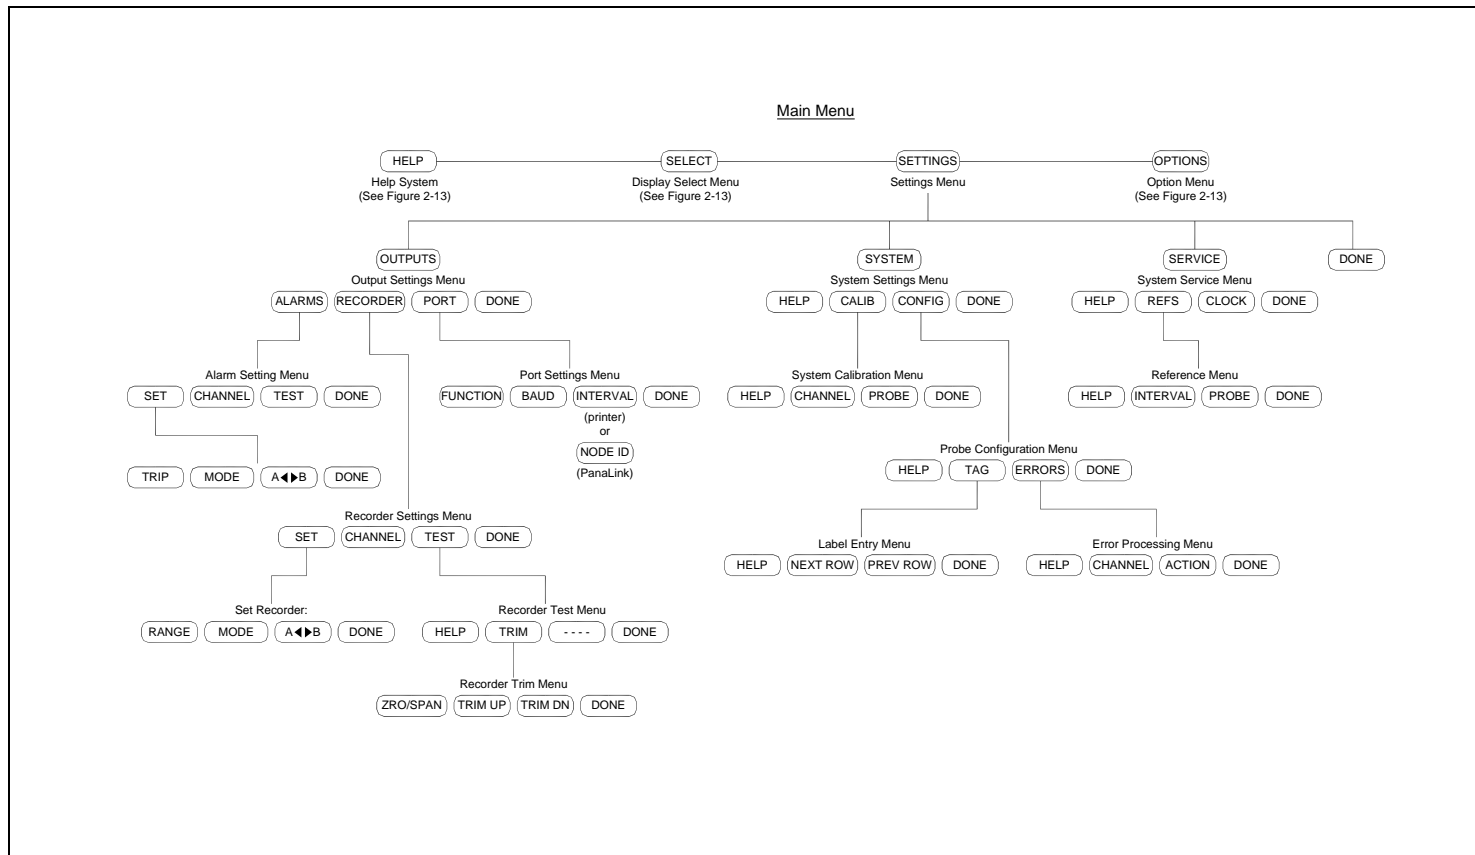 Main Menu
HELP SELECT SETTINGS OPTIONS
Help System Display Select Menu Settings Menu Option Menu
(See Figure 2-13) (See Figure 2-13) (See Figure 2-13)
OUTPUTS SYSTEM SERVICE DONE
Output Settings Menu System Settings Menu System Service Menu
ALARMS RECORDER PORT DONE HELP CALIB CONFIG DONE HELP REFS CLOCK DONE
Alarm Setting Menu Port Settings Menu System Calibration Menu Reference Menu
SET CHANNEL TEST DONE FUNCTION BAUD INTERVAL DONE HELP CHANNEL PROBE DONE HELP INTERVAL PROBE DONE
(printer)
or
NODE ID
(PanaLink)
Probe Configuration Menu
HELP TAG ERRORS DONE
TRIP MODE A◀▶B DONE
Recorder Settings Menu
SET CHANNEL TEST DONE
Label Entry Menu Error Processing Menu
HELP NEXT ROW PREV ROW DONE HELP CHANNEL ACTION DONE
Set Recorder: Recorder Test Menu
RANGE MODE A◀▶B DONE HELP TRIM - - - - DONE
Recorder Trim Menu
ZRO/SPAN TRIM UP TRIM DN DONE